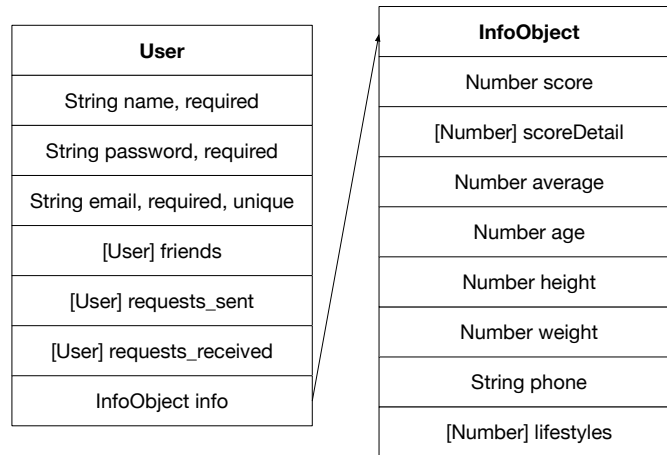 User
String name, required
String password, required
String email, required, unique
[User] friends
[User] requests_sent
[User] requests_received
InfoObject info
InfoObject
Number score
[Number] scoreDetail
Number average
Number age
Number height
Number weight
String phone
[Number] lifestyles